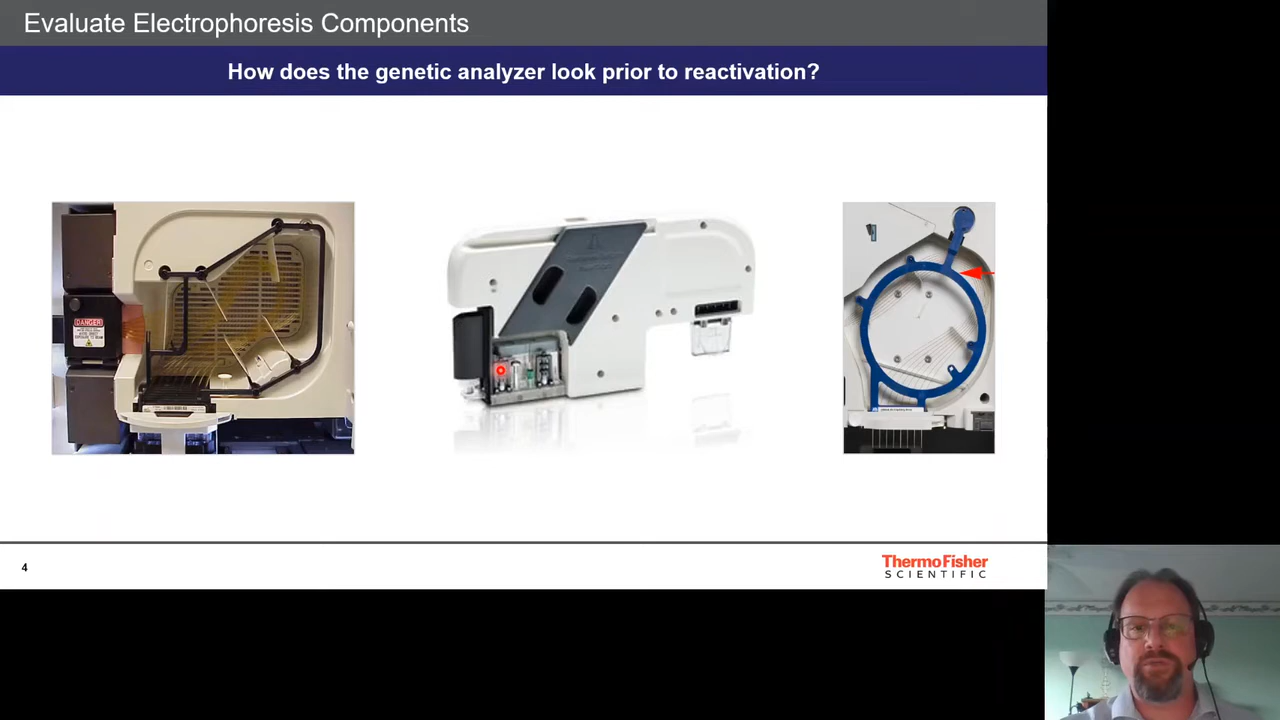 Evaluate Electrophoresis Components
How does the genetic analyzer look prior to reactivation?
DANGER
4
ThermoFisher
SCIENTIFIC